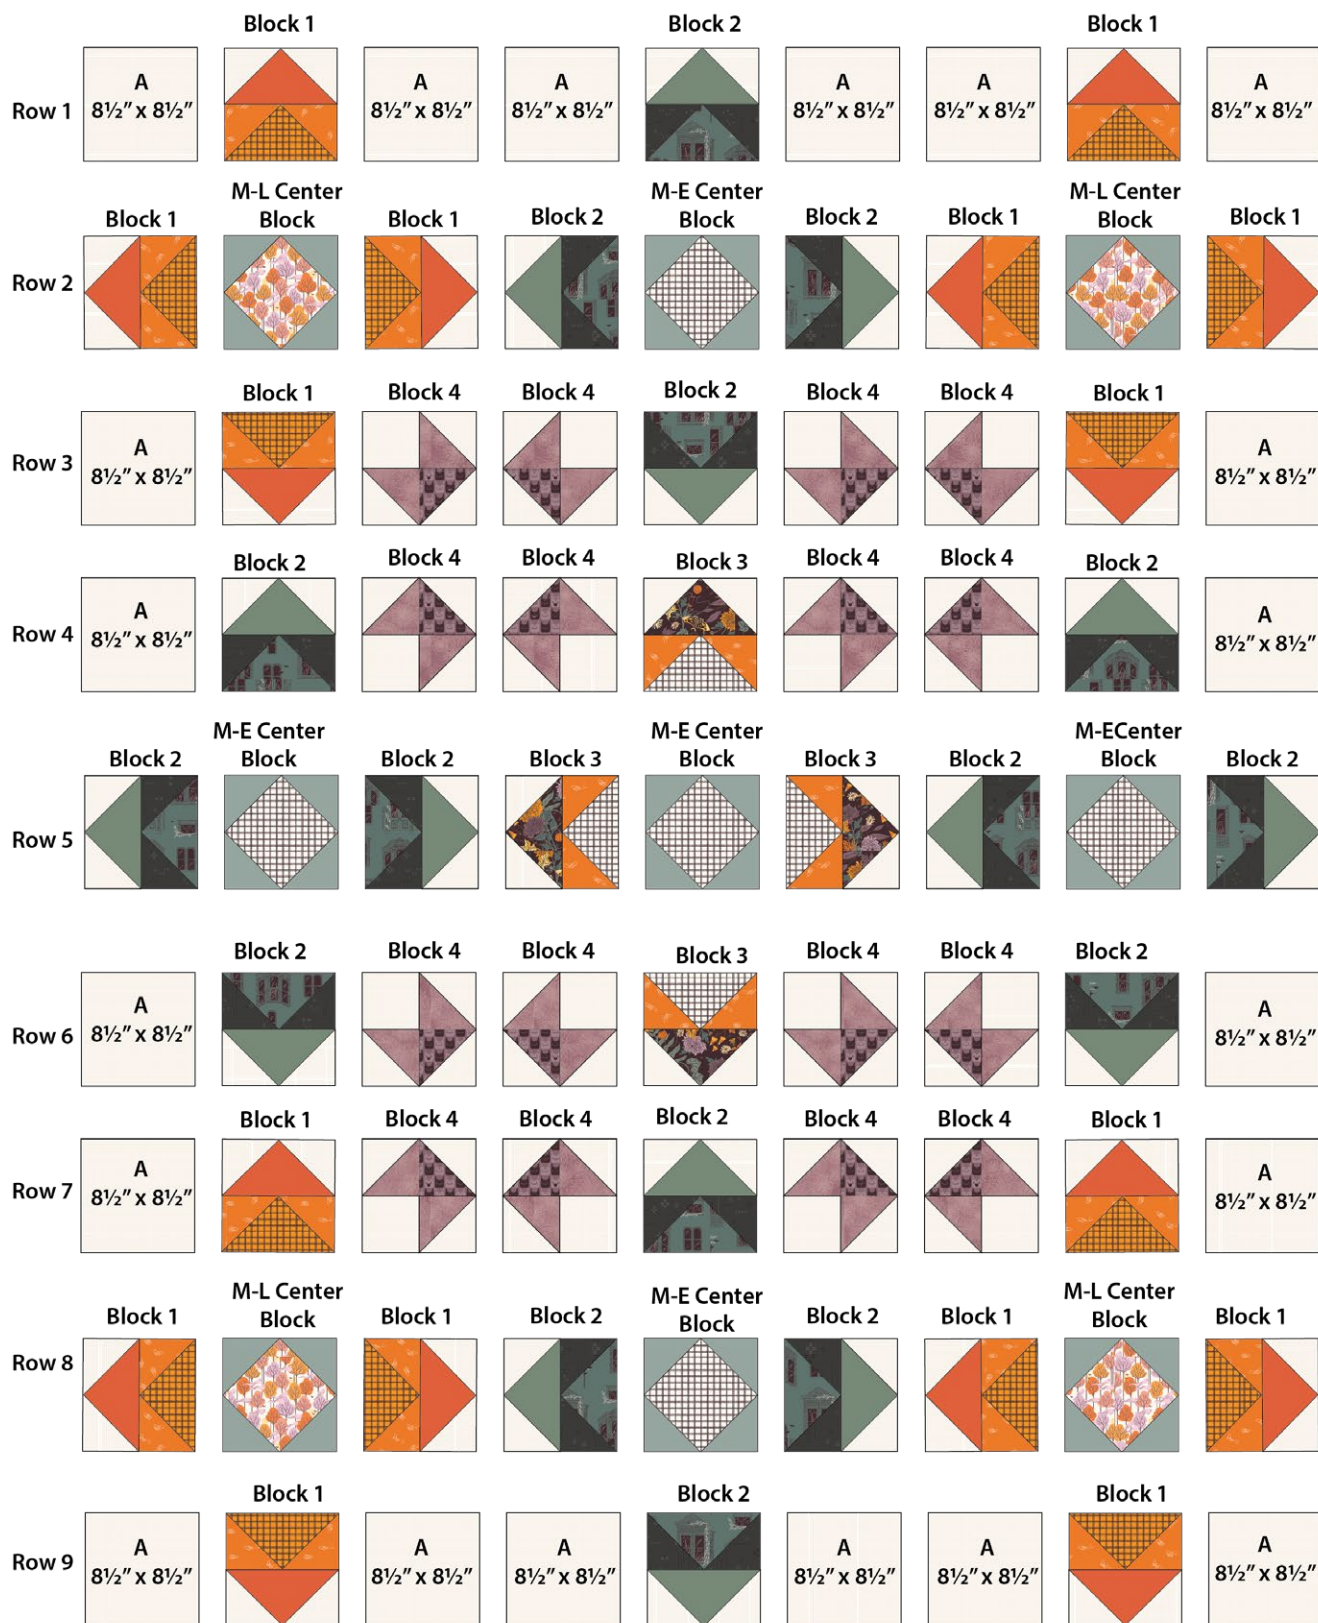 Block 1 Block 2 Block 1
Row 1 A A A A A A
8½” x 8½” 8½” x 8½” 8½” x 8½” 8½” x 8½” 8½” x 8½” 8½” x 8½”
M-L Center M-E Center M-L Center
Block 1 Block Block 1 Block 2 Block Block 2 Block 1 Block Block 1
Row 2
Block 1 Block 4 Block 4 Block 2 Block 4 Block 4 Block 1
Row 3 A A
8½” x 8½” 8½” x 8½”
Block 2 Block 4 Block 4 Block 3 Block 4 Block 4 Block 2
Row 4 A A
8½” x 8½” 8½” x 8½”
M-E Center M-E Center M-ECenter
Block 2 Block Block 2 Block 3 Block Block 3 Block 2 Block Block 2
Row 5
Block 2 Block 4 Block 4 Block 3 Block 4 Block 4 Block 2
Row 6 A A
8½” x 8½” 8½” x 8½”
Block 1 Block 4 Block 4 Block 2 Block 4 Block 4 Block 1
Row 7 A A
8½” x 8½” 8½” x 8½”
M-L Center M-E Center M-L Center
Block 1 Block Block 1 Block 2 Block Block 2 Block 1 Block Block 1
Row 8
Block 1 Block 2 Block 1
Row 9 A A A A A A
8½” x 8½” 8½” x 8½” 8½” x 8½” 8½” x 8½” 8½” x 8½” 8½” x 8½”